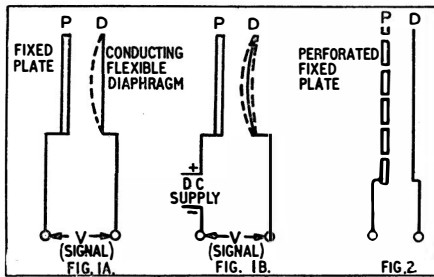 P D
FIXED
PLATE
CONDUCTING
FLEXIBLE
DIAPHRAGM
V
(SIGNAL)
FIG. 1A.
P D
+
DC
SUPPLY
−
V
(SIGNAL)
FIG. 1B.
P D
PERFORATED
FIXED
PLATE
FIG.2.